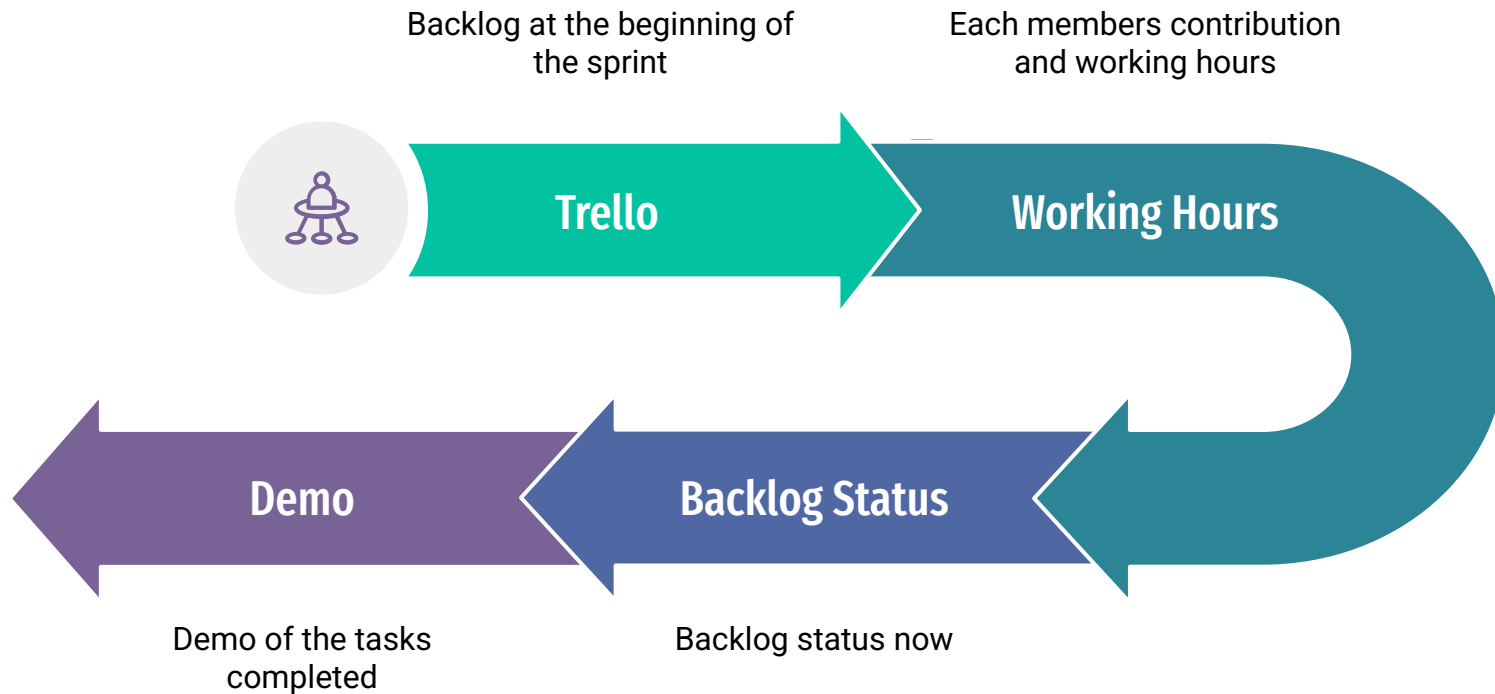 Backlog at the beginning of
the sprint
Each members contribution
and working hours
Trello
Working Hours
Demo
Backlog Status
Demo of the tasks
completed
Backlog status now